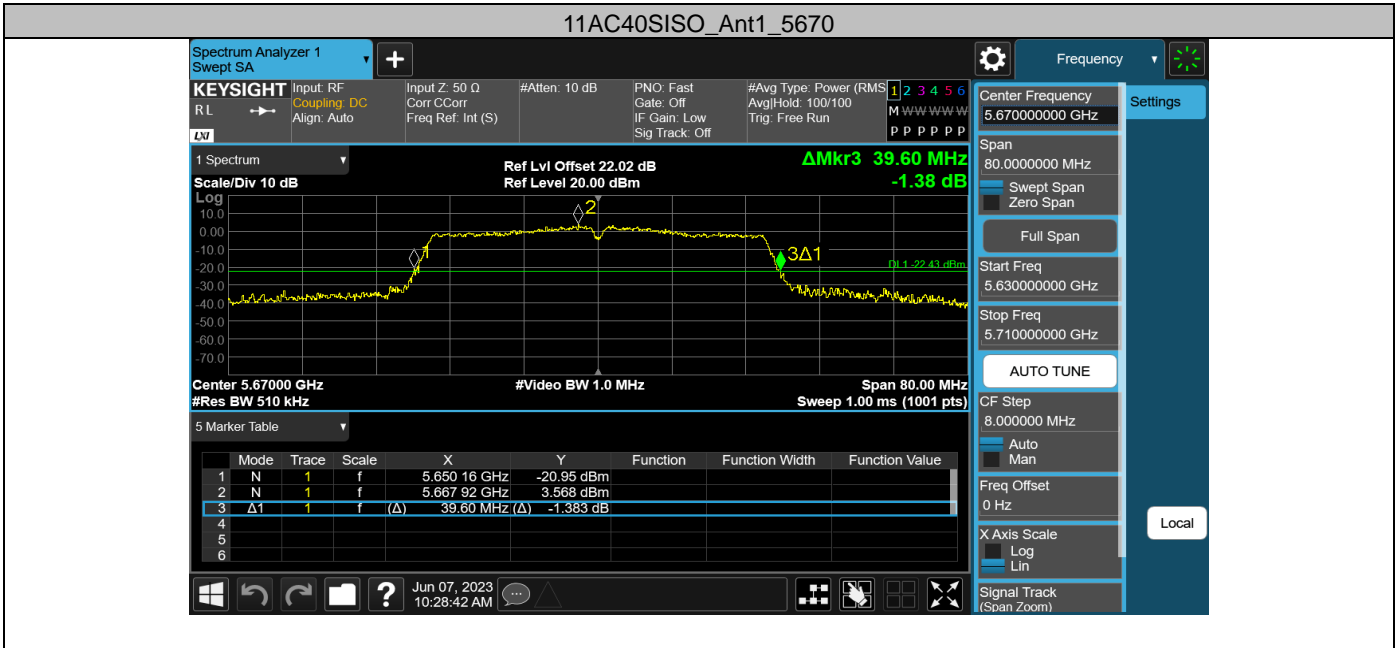 11AC40SISO_Ant1_5670
Spectrum Analyzer 1
Swept SA
+
Frequency
KEYSIGHT
RL
LXI
Input: RF
Coupling: DC
Align: Auto
Input Z: 50 Ω
Corr CCorr
Freq Ref: Int (S)
#Atten: 10 dB
PNO: Fast
Gate: Off
IF Gain: Low
Sig Track: Off
#Avg Type: Power (RMS
Avg|Hold: 100/100
Trig: Free Run
1 2 3 4 5 6
M W W W W W
P P P P P P
1 Spectrum
Scale/Div 10 dB
Ref Lvl Offset 22.02 dB
Ref Level 20.00 dBm
ΔMkr3 39.60 MHz
-1.38 dB
Log
10.0
0.00
-10.0
-20.0
-30.0
-40.0
-50.0
-60.0
-70.0
1
2
3Δ1
DL1 -22.43 dBm
Center 5.67000 GHz
#Video BW 1.0 MHz
Span 80.00 MHz
#Res BW 510 kHz
Sweep 1.00 ms (1001 pts)
5 Marker Table
Mode Trace Scale X Y Function Function Width Function Value
1 N 1 f 5.650 16 GHz -20.95 dBm
2 N 1 f 5.667 92 GHz 3.568 dBm
3 Δ1 1 f (Δ) 39.60 MHz (Δ) -1.383 dB
4
5
6
?
Jun 07, 2023
10:28:42 AM
Center Frequency
5.670000000 GHz
Settings
Span
80.0000000 MHz
Swept Span
Zero Span
Full Span
Start Freq
5.630000000 GHz
Stop Freq
5.710000000 GHz
AUTO TUNE
CF Step
8.000000 MHz
Auto
Man
Freq Offset
0 Hz
Local
X Axis Scale
Log
Lin
Signal Track
(Span Zoom)